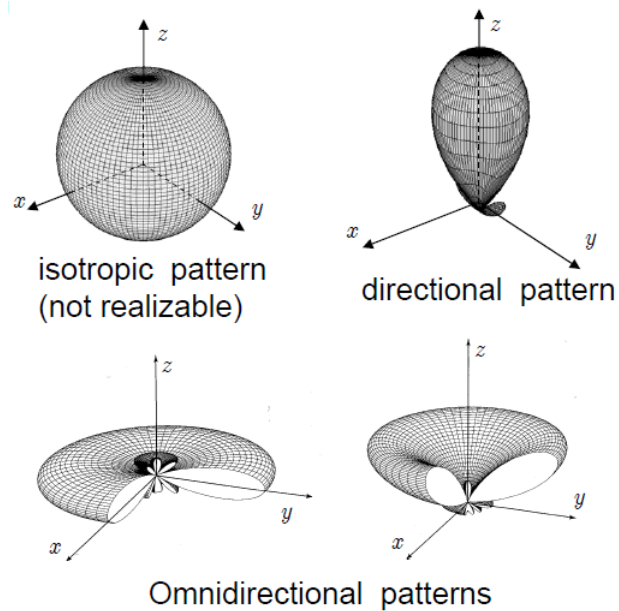 z
z
x
y
x
y
isotropic pattern
(not realizable)
directional pattern
z
z
y
x
y
x
Omnidirectional patterns